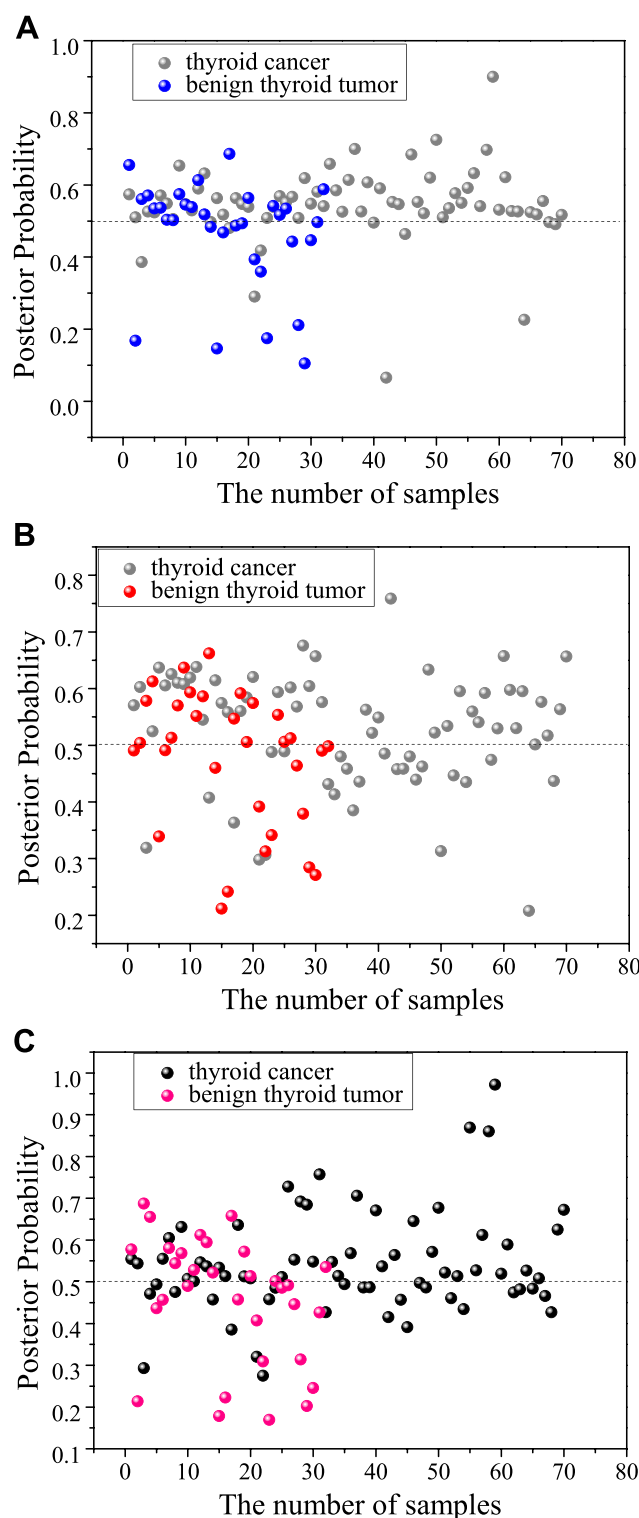 A
1.0
thyroid cancer
benign thyroid tumor
0.8
0.6
0.4
0.2
0.0
Posterior Probability
0 10 20 30 40 50 60 70 80
The number of samples
B
thyroid cancer
benign thyroid tumor
0.8
0.7
0.6
0.5
0.4
0.3
0.2
Posterior Probability
0 10 20 30 40 50 60 70 80
The number of samples
C
thyroid cancer
benign thyroid tumor
1.0
0.9
0.8
0.7
0.6
0.5
0.4
0.3
0.2
0.1
Posterior Probability
0 10 20 30 40 50 60 70 80
The number of samples